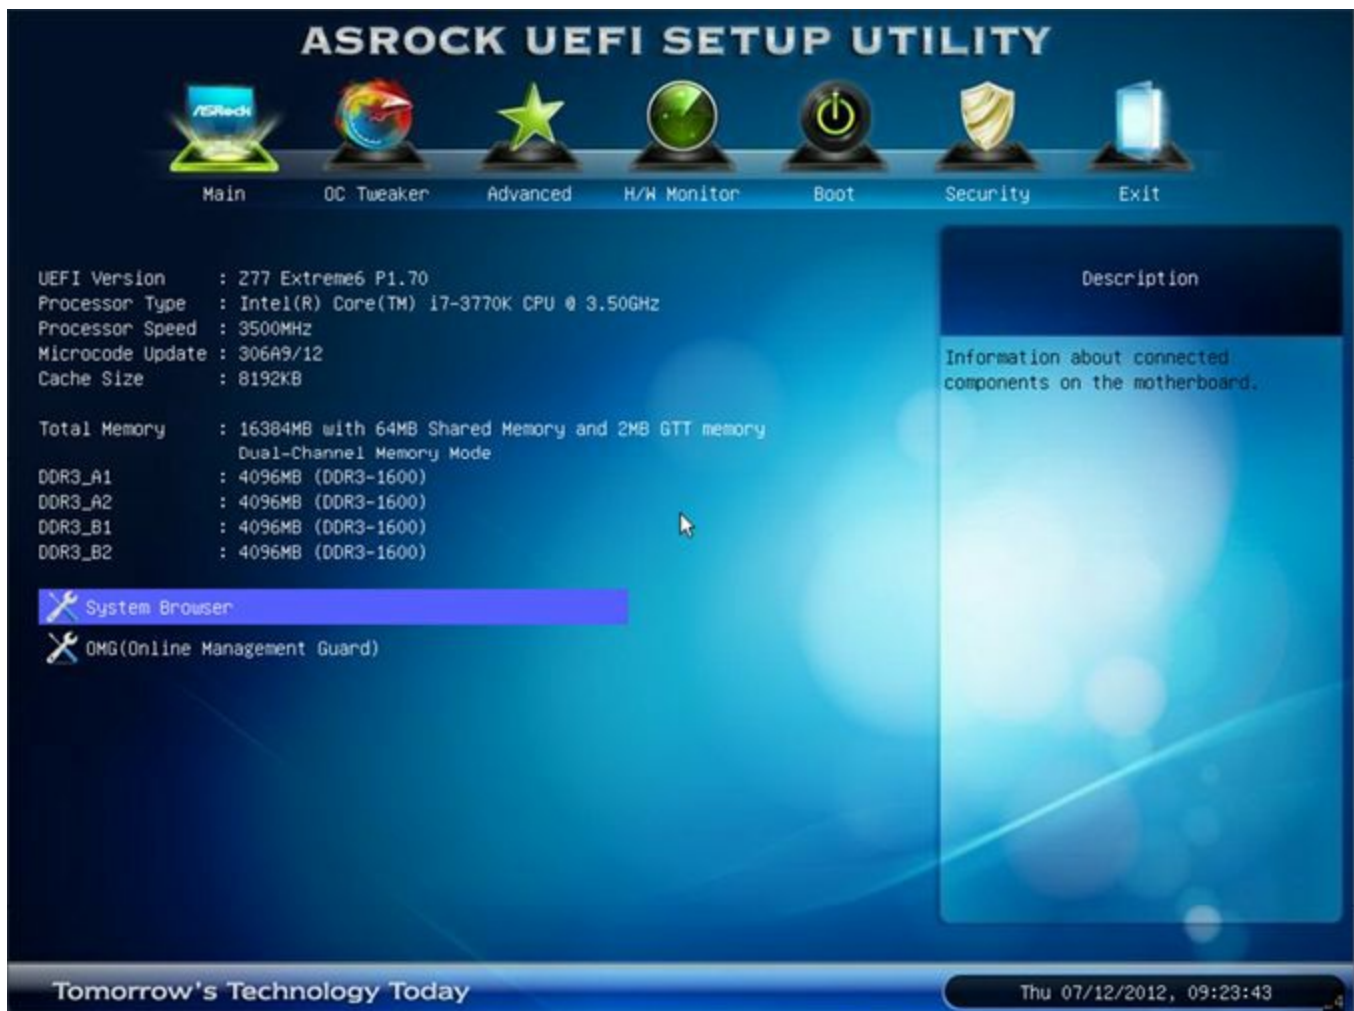 ASROCK UEFI SETUP UTILITY
ASRock
Main OC Tweaker Advanced H/W Monitor Boot Security Exit
UEFI Version : Z77 Extreme6 P1.70
Processor Type : Intel(R) Core(TM) i7-3770K CPU @ 3.50GHz
Processor Speed : 3500MHz
Microcode Update : 306A9/12
Cache Size : 8192KB
Total Memory : 16384MB with 64MB Shared Memory and 2MB GTT memory
Dual-Channel Memory Mode
DDR3_A1 : 4096MB (DDR3-1600)
DDR3_A2 : 4096MB (DDR3-1600)
DDR3_B1 : 4096MB (DDR3-1600)
DDR3_B2 : 4096MB (DDR3-1600)
System Browser
OMG(Online Management Guard)
Description
Information about connected
components on the motherboard.
Tomorrow's Technology Today
Thu 07/12/2012, 09:23:43